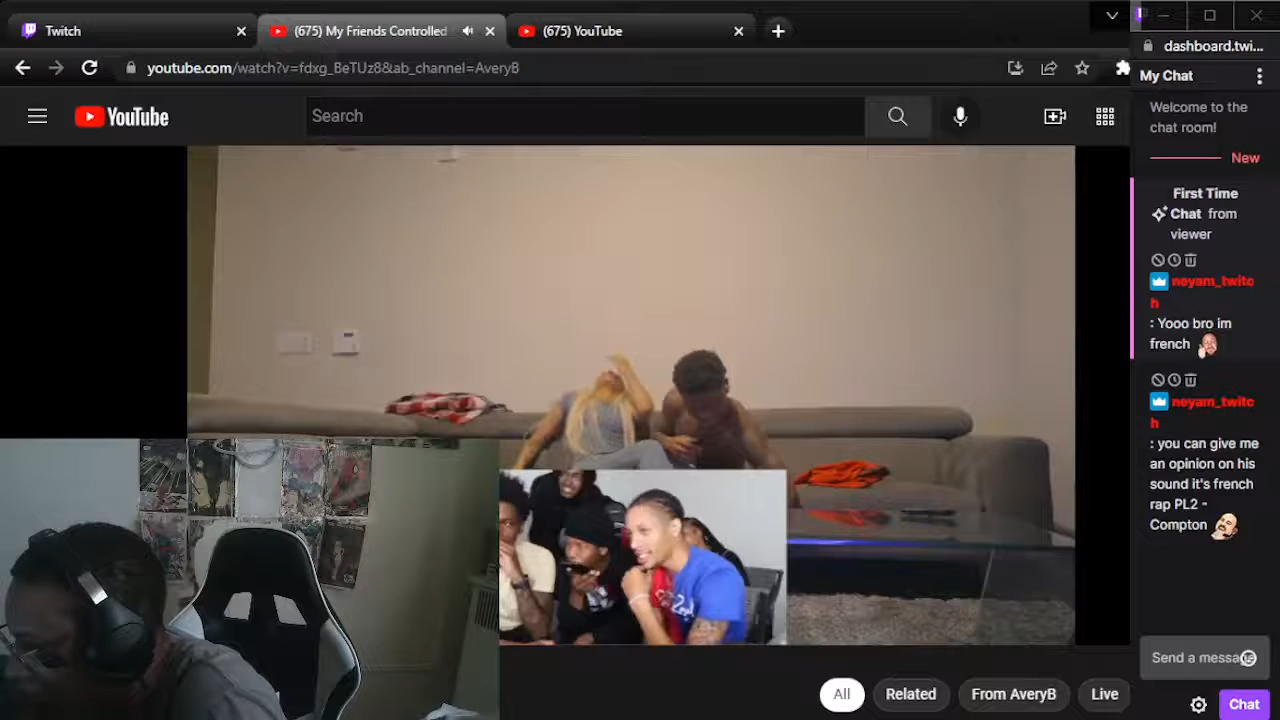 Twitch
(675) My Friends Controlled
(675) YouTube
youtube.com/watch?v=fdxg_BeTUz8&ab_channel=AveryB
dashboard.twi...
YouTube
Search
My Chat
Welcome to the
chat room!
New
First Time
Chat from
viewer
neyam_twitc
h
: Yooo bro im
french
neyam_twitc
h
: you can give me
an opinion on his
sound it's french
rap PL2 -
Compton
Send a messag
All
Related
From AveryB
Live
Chat